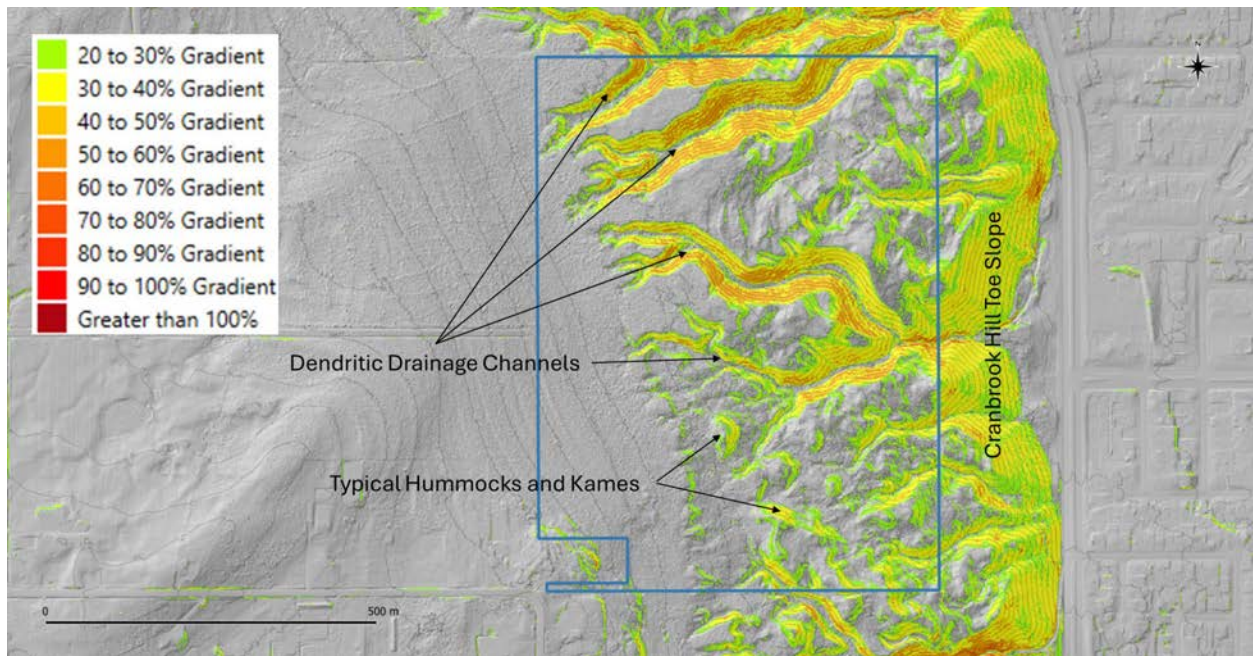 20 to 30% Gradient
30 to 40% Gradient
40 to 50% Gradient
50 to 60% Gradient
60 to 70% Gradient
70 to 80% Gradient
80 to 90% Gradient
90 to 100% Gradient
Greater than 100%
N
Cranbrook Hill Toe Slope
Dendritic Drainage Channels
Typical Hummocks and Kames
0
500 m